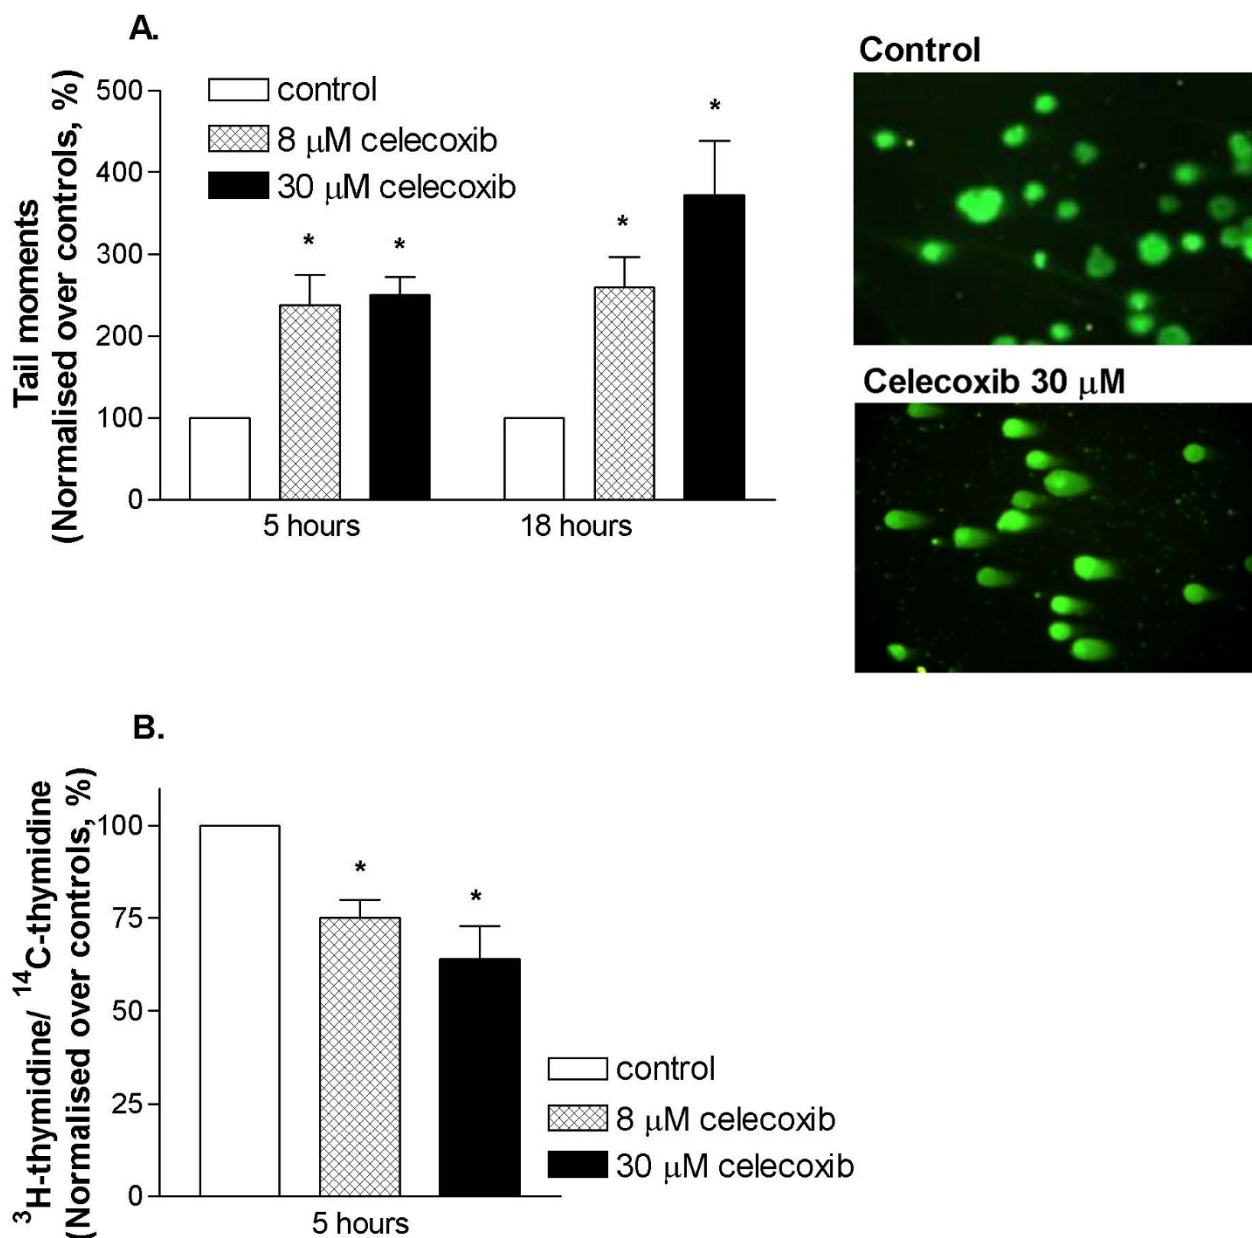 A.
Tail moments
(Normalised over controls, %)
500
400
300
200
100
0
control
8 μM celecoxib
30 μM celecoxib
*
*
*
*
5 hours
18 hours
Control
Celecoxib 30 μM
B.
³H-thymidine/ ¹⁴C-thymidine
(Normalised over controls, %)
100
75
50
25
0
*
*
control
8 μM celecoxib
30 μM celecoxib
5 hours